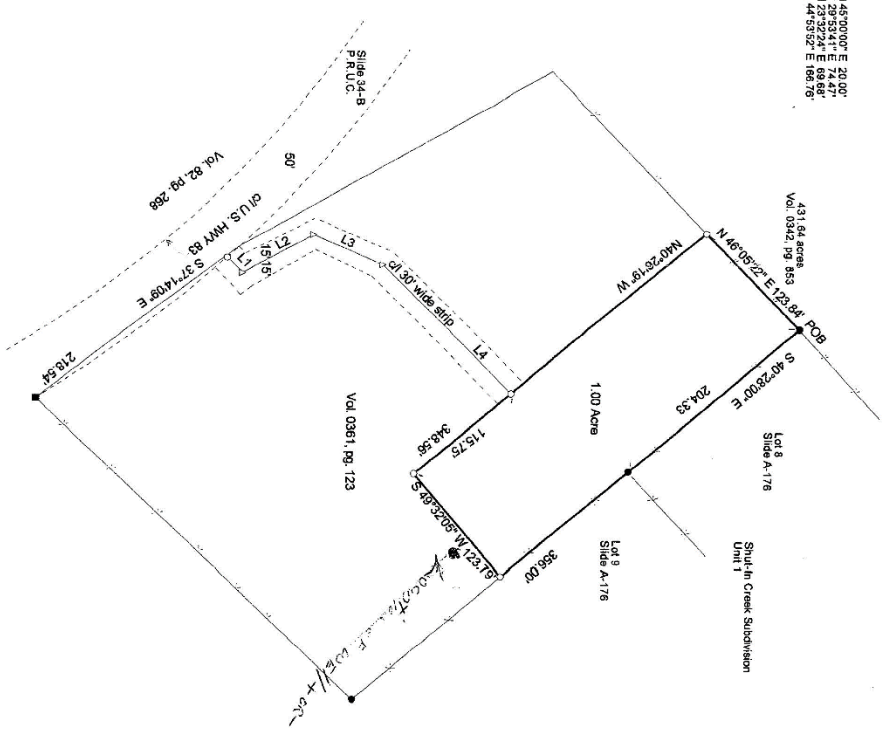 45°00'00" E 20.00'
29°53'41" E 74.47'
23°32'24" E 69.68'
44°53'52" E 166.76'
431.64 acres
Vol. 0342, pg. 853
N 46°05'22" E 123.84'
POB
S 40°28'00" E
204.33
356.00'
Lot 8
Slide A-176
Shut-In Creek Subdivision
Unit 1
Lot 9
Slide A-176
1.00 Acre
N40°26'19" W
348.56'
115.75'
S 49°32'05" W 123.79'
Slide 34-B
P.R.U.C.
50'
Vol. 82, pg. 268
c/l U.S. HWY 83
S 37°14'09" E
218.54'
L1
L2
15'
15'
L3
c/l 30' wide strip
L4
Vol. 0361, pg. 123
Location of well + or -